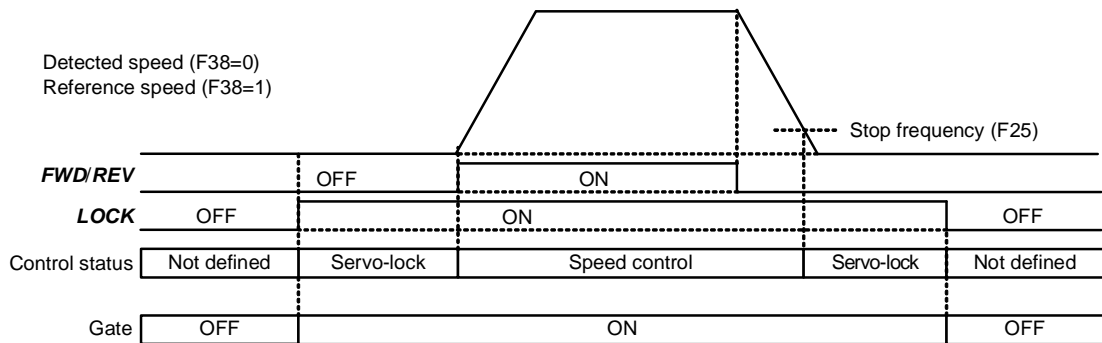 Detected speed (F38=0)
Reference speed (F38=1)
Stop frequency (F25)
FWD/REV OFF ON
LOCK OFF ON OFF
Control status Not defined Servo-lock Speed control Servo-lock Not defined
Gate OFF ON OFF